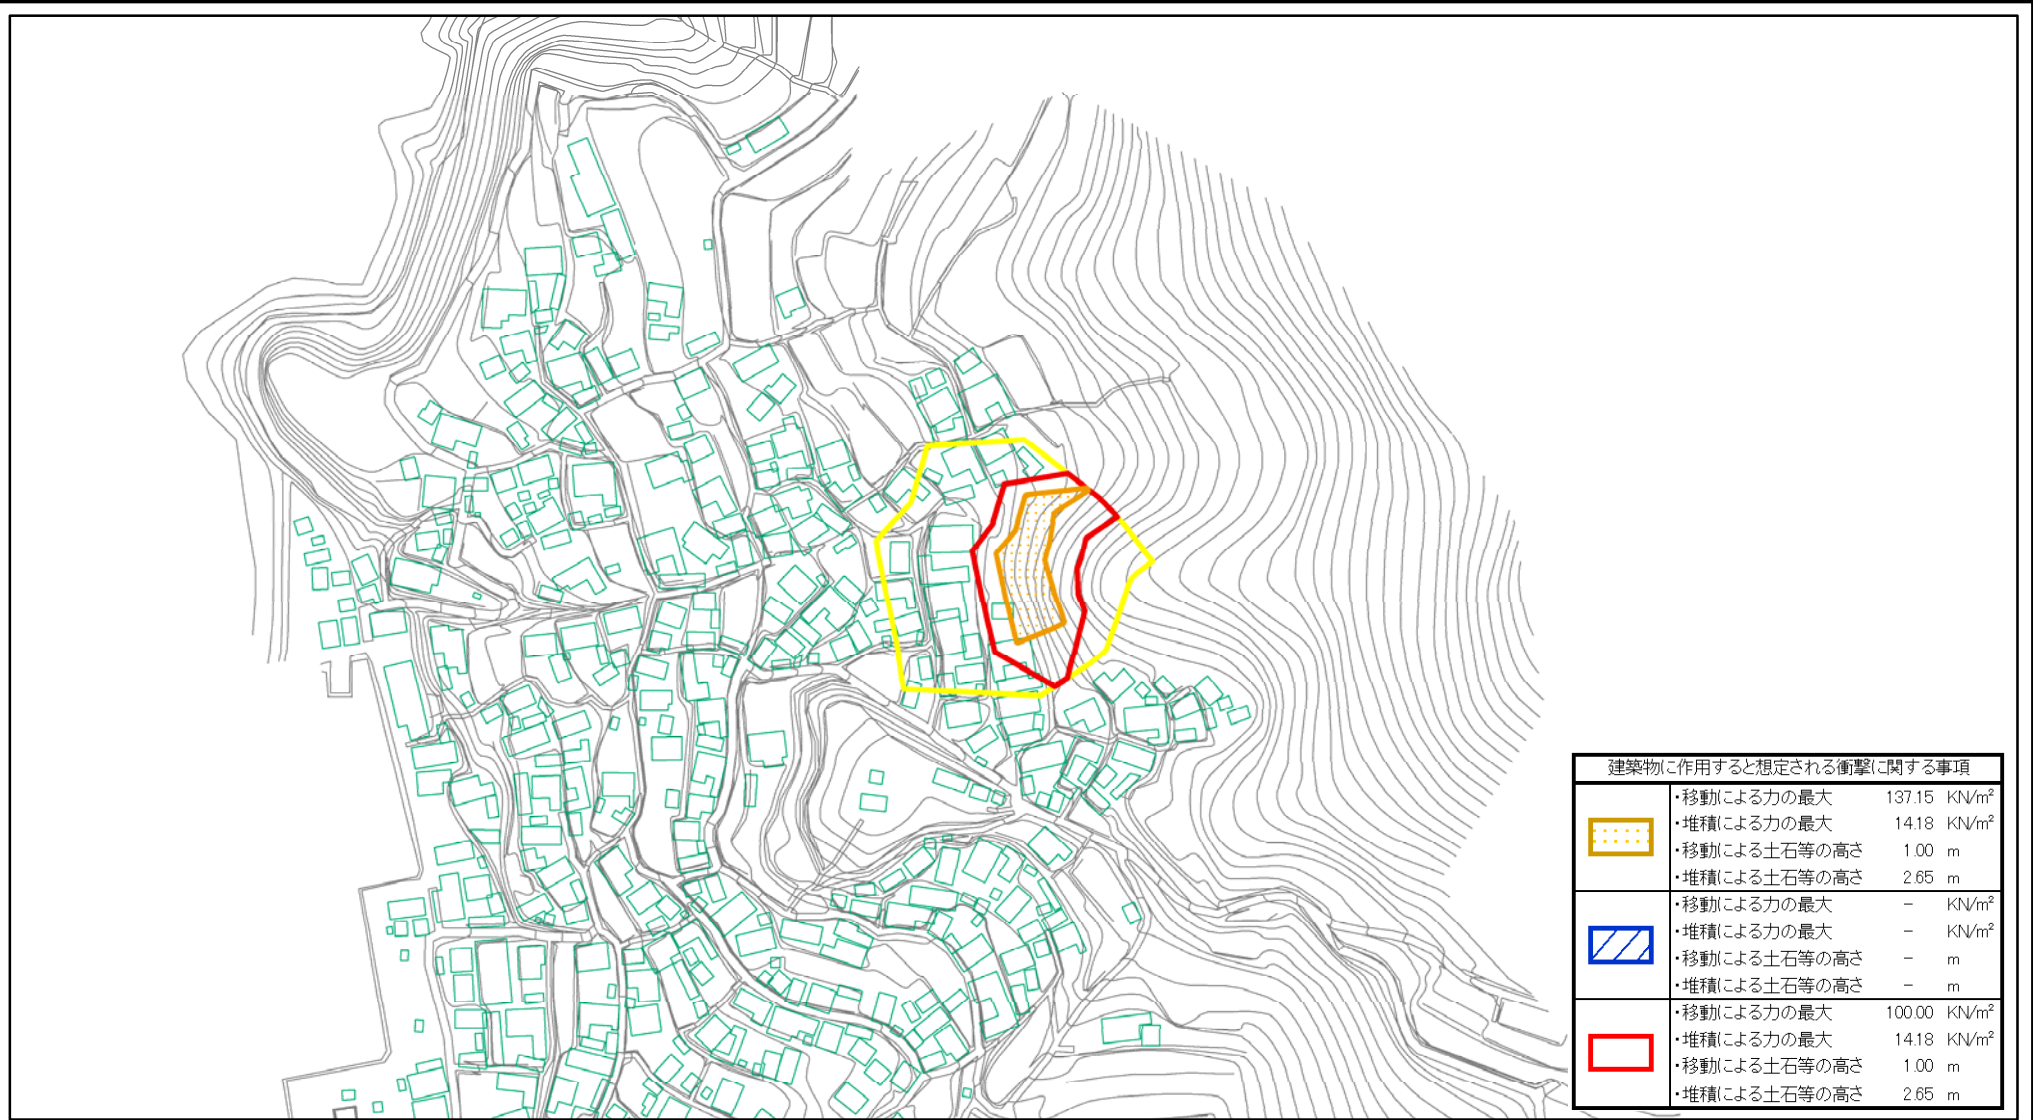 建築物に作用すると想定される衝撃に関する事項
・移動による力の最大 137.15 KN/m²
・堆積による力の最大 14.18 KN/m²
・移動による土石等の高さ 1.00 m
・堆積による土石等の高さ 2.65 m
・移動による力の最大 － KN/m²
・堆積による力の最大 － KN/m²
・移動による土石等の高さ － m
・堆積による土石等の高さ － m
・移動による力の最大 100.00 KN/m²
・堆積による力の最大 14.18 KN/m²
・移動による土石等の高さ 1.00 m
・堆積による土石等の高さ 2.65 m